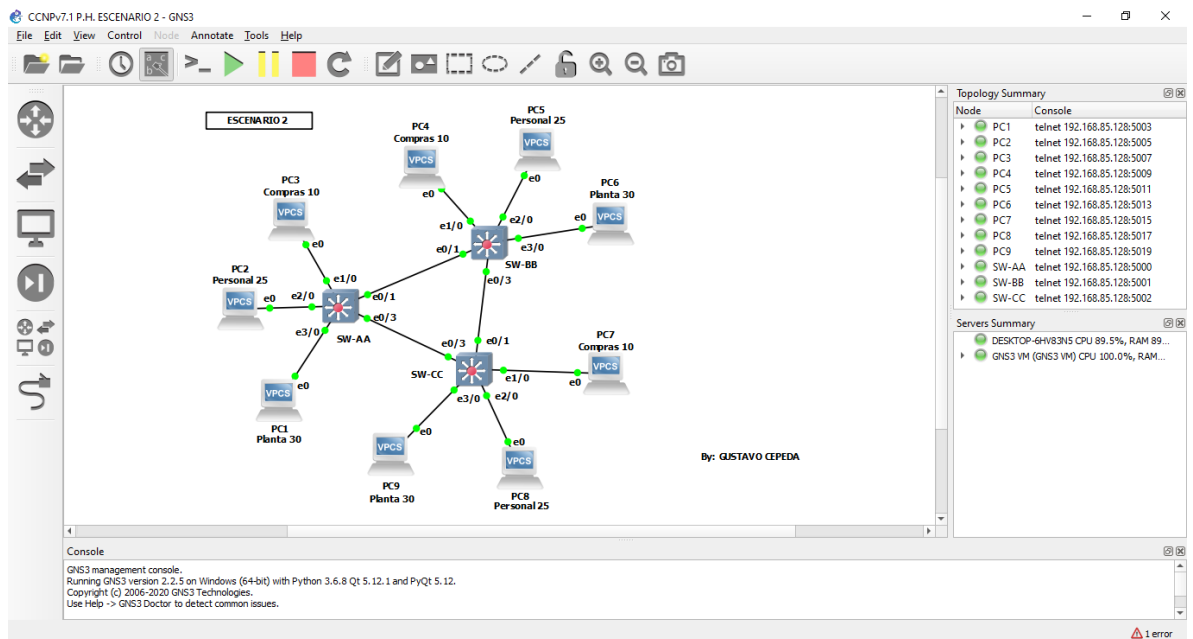 CCNPv7.1 P.H. ESCENARIO 2 - GNS3
File Edit View Control Node Annotate Tools Help
ESCENARIO 2
PC5
Personal 25
VPCS
e0
PC4
Compras 10
VPCS
e0
PC6
Planta 30
VPCS
e0
e1/0
e2/0
e0/1
e3/0
SW-BB
e0/3
PC3
Compras 10
VPCS
e0
PC2
Personal 25
VPCS
e0
e1/0
e2/0
e0/1
e3/0
e0/3
SW-AA
PC1
Planta 30
VPCS
e0
PC7
Compras 10
VPCS
e0
e0/3
e0/1
SW-CC
e1/0
e3/0
e2/0
e0
VPCS
PC9
Planta 30
e0
VPCS
PC8
Personal 25
By: GUSTAVO CEPEDA
Topology Summary
Node Console
PC1 telnet 192.168.85.128:5003
PC2 telnet 192.168.85.128:5005
PC3 telnet 192.168.85.128:5007
PC4 telnet 192.168.85.128:5009
PC5 telnet 192.168.85.128:5011
PC6 telnet 192.168.85.128:5013
PC7 telnet 192.168.85.128:5015
PC8 telnet 192.168.85.128:5017
PC9 telnet 192.168.85.128:5019
SW-AA telnet 192.168.85.128:5000
SW-BB telnet 192.168.85.128:5001
SW-CC telnet 192.168.85.128:5002
Servers Summary
DESKTOP-6HV83N5 CPU 89.5%, RAM 89...
GNS3 VM (GNS3 VM) CPU 100.0%, RAM...
Console
GNS3 management console.
Running GNS3 version 2.2.5 on Windows (64-bit) with Python 3.6.8 Qt 5.12.1 and PyQt 5.12.
Copyright (c) 2006-2020 GNS3 Technologies.
Use Help -> GNS3 Doctor to detect common issues.
1 error